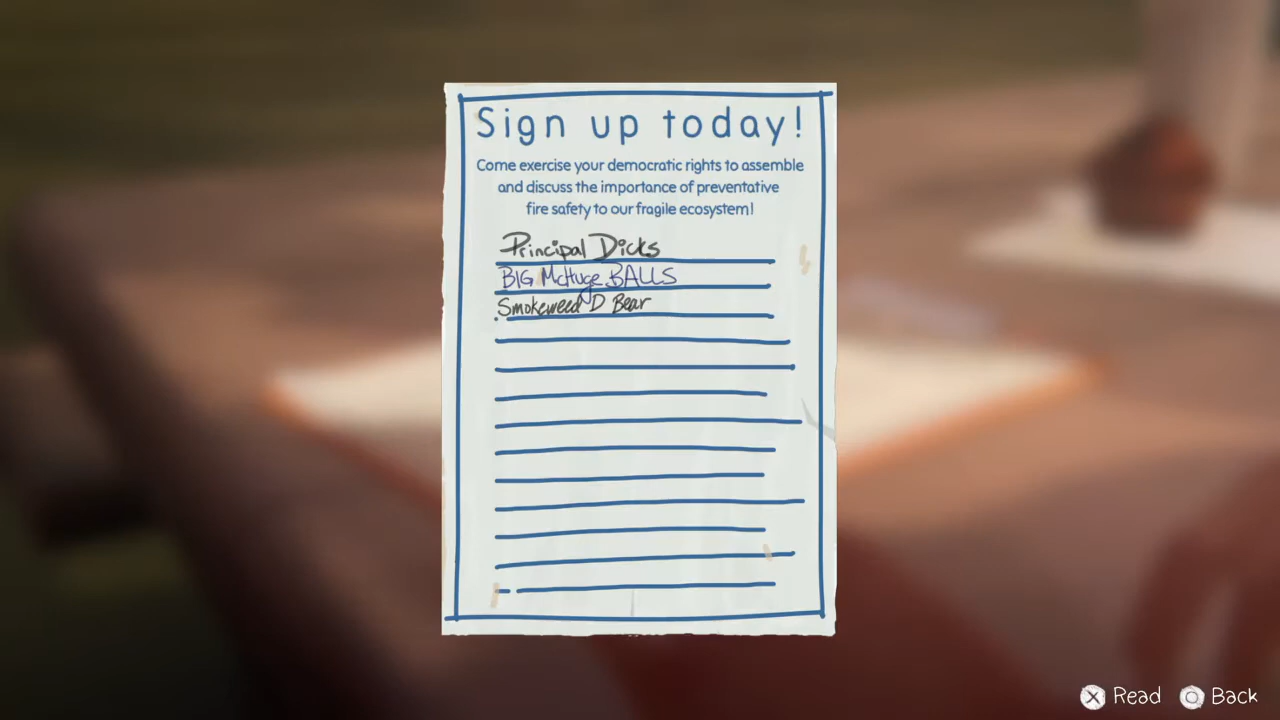 Sign up today!
Come exercise your democratic rights to assemble
and discuss the importance of preventative
fire safety to our fragile ecosystem!
Principal Dicks
BIG McHuge BALLS
Smokeweed D Bear
Read Back